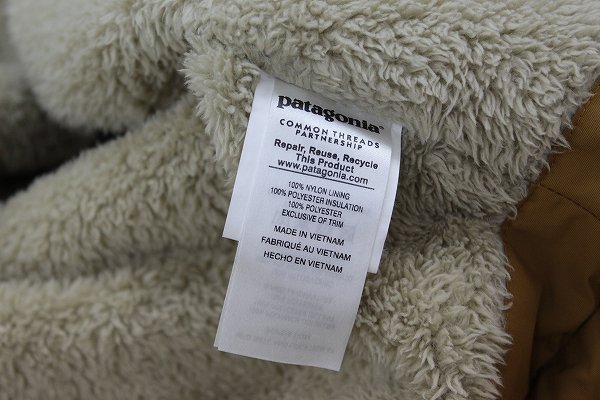 patagonia®
COMMON THREADS
PARTNERSHIP
Repair, Reuse, Recycle
This Product
www.patagonia.com
100% NYLON LINING
100% POLYESTER INSULATION
100% POLYESTER
EXCLUSIVE OF TRIM
MADE IN VIETNAM
FABRIQUÉ AU VIETNAM
HECHO EN VIETNAM